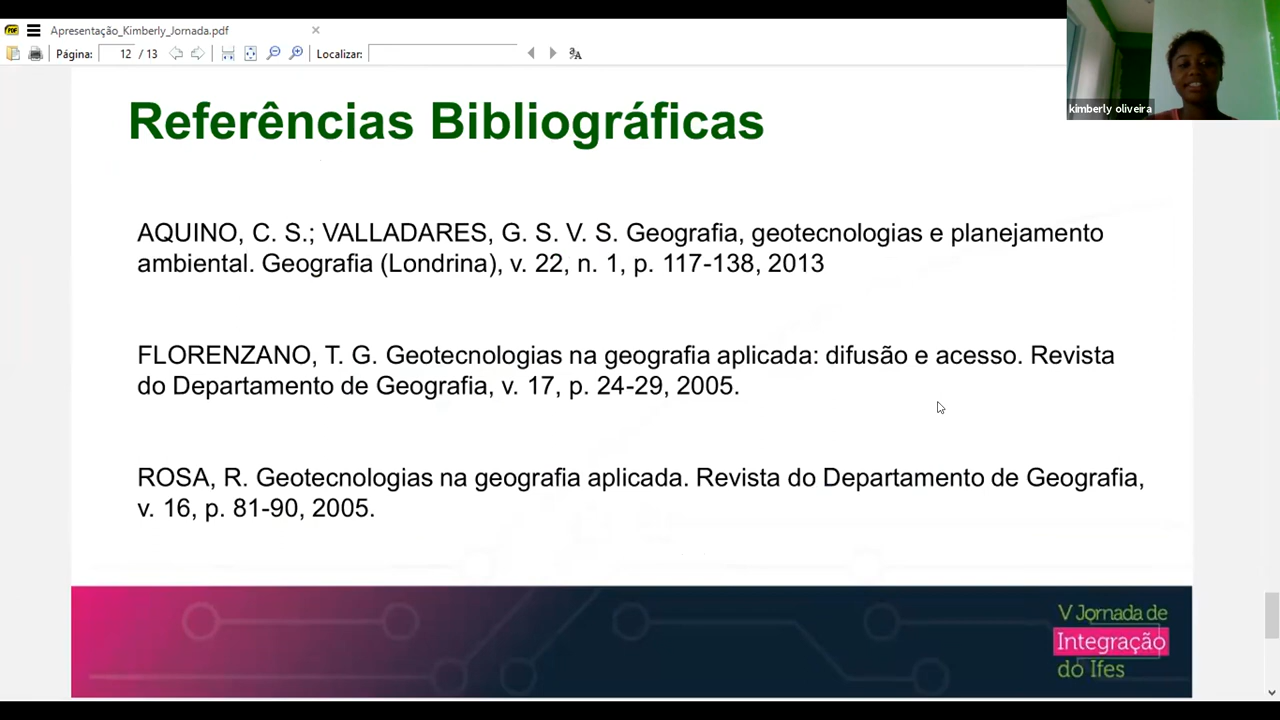 Apresentação_Kimberly_Jornada.pdf
Página: 12 / 13 Localizar:
kimberly oliveira
Referências Bibliográficas
AQUINO, C. S.; VALLADARES, G. S. V. S. Geografia, geotecnologias e planejamento
ambiental. Geografia (Londrina), v. 22, n. 1, p. 117-138, 2013
FLORENZANO, T. G. Geotecnologias na geografia aplicada: difusão e acesso. Revista
do Departamento de Geografia, v. 17, p. 24-29, 2005.
ROSA, R. Geotecnologias na geografia aplicada. Revista do Departamento de Geografia,
v. 16, p. 81-90, 2005.
V Jornada de
Integração
do Ifes